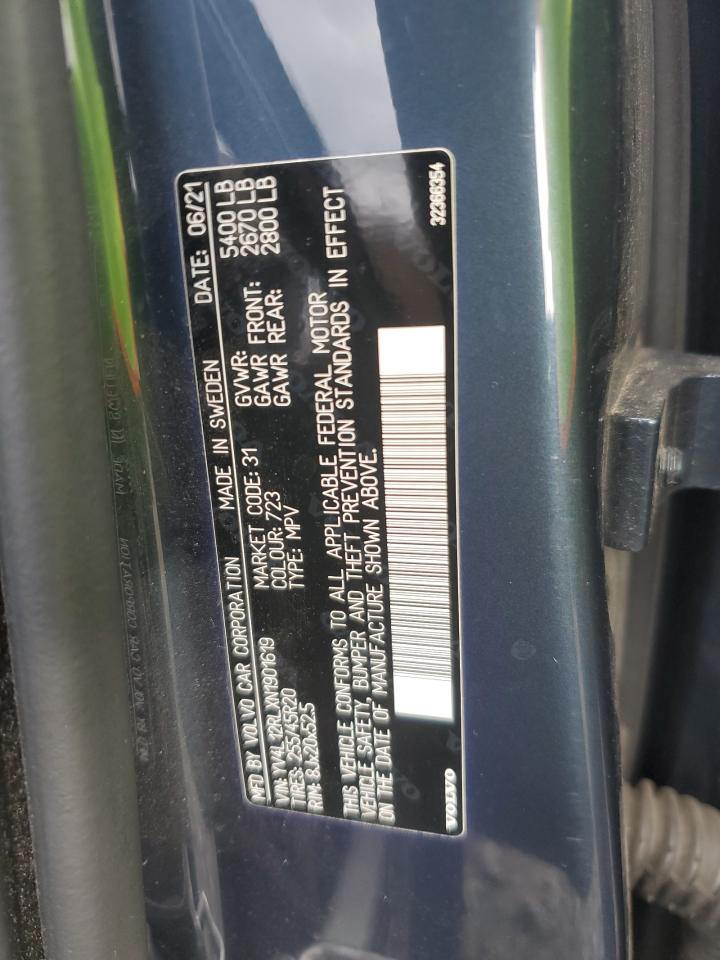 MFD BY VOLVO CAR CORPORATION MADE IN SWEDEN DATE: 06/21
VIN: YV4L12RLXN1901619 MARKET CODE: 31 GVWR: 5400 LB
TIRES: 255/45R20 COLOUR: 723 GAWR FRONT: 2670 LB
RIM: 8Jx20x52.5 TYPE: MPV GAWR REAR: 2800 LB
THIS VEHICLE CONFORMS TO ALL APPLICABLE FEDERAL MOTOR
VEHICLE SAFETY, BUMPER AND THEFT PREVENTION STANDARDS IN EFFECT
ON THE DATE OF MANUFACTURE SHOWN ABOVE.
VOLVO 32366354